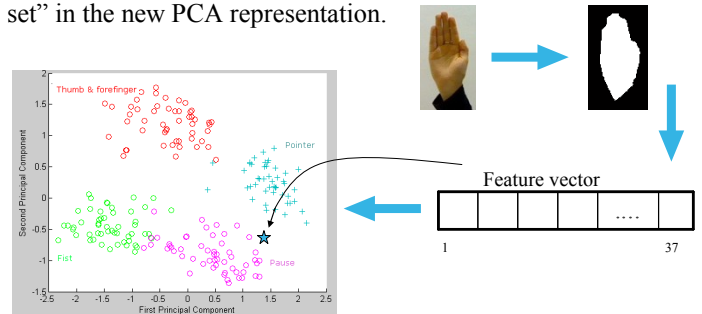 set” in the new PCA representation.
Feature vector
....
1 37
2
1.5
1
0.5
0
-0.5
-1
-1.5
-2.5 -2 -1.5 -1 -0.5 0 0.5 1 1.5 2 2.5
Second Principal Component
First Principal Component
Thumb & forefinger
Pointer
Fist
Pause